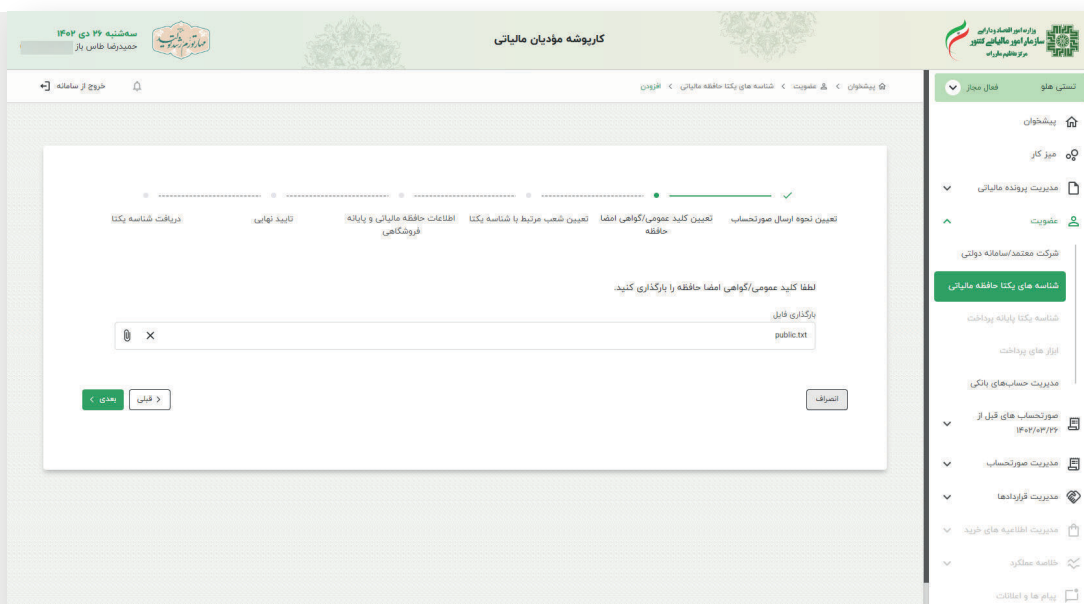 وزارت امور اقتصادی و دارایی
سازمان امور مالیاتی کشور
مرکز تنظیم مقررات
کارپوشه مؤدیان مالیاتی
سه‌شنبه ۲۶ دی ۱۴۰۲
حمیدرضا طاس باز
تستی هلو
فعال مجاز
پیشخوان > عضویت > شناسه های یکتا حافظه مالیاتی > افزودن
خروج از سامانه
پیشخوان
میز کار
مدیریت پرونده مالیاتی
عضویت
شرکت معتمد/سامانه دولتی
شناسه های یکتا حافظه مالیاتی
شناسه یکتا پایانه پرداخت
ابزار های پرداخت
مدیریت حساب‌های بانکی
صورتحساب های قبل از
۱۴۰۲/۰۳/۲۶
مدیریت صورتحساب
مدیریت قراردادها
مدیریت اطلاعیه های خرید
خلاصه عملکرد
پیام ها و اعلانات
تعیین نحوه ارسال صورتحساب
تعیین کلید عمومی/گواهی امضا
حافظه
تعیین شعب مرتبط با شناسه یکتا
اطلاعات حافظه مالیاتی و پایانه
فروشگاهی
تایید نهایی
دریافت شناسه یکتا
لطفا کلید عمومی/گواهی امضا حافظه را بارگذاری کنید.
بارگذاری فایل
public.txt
انصراف
قبلی
بعدی